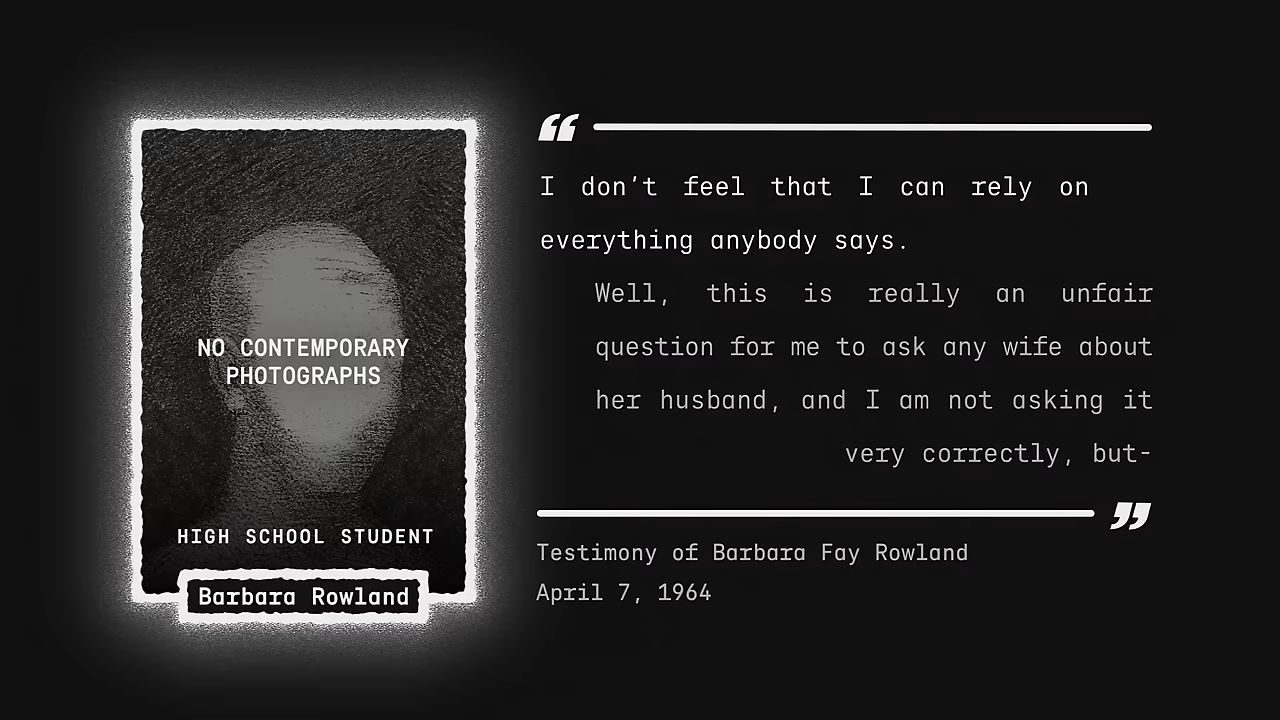 NO CONTEMPORARY
PHOTOGRAPHS
HIGH SCHOOL STUDENT
Barbara Rowland
“
I don't feel that I can rely on
everything anybody says.
Well, this is really an unfair
question for me to ask any wife about
her husband, and I am not asking it
very correctly, but-
”
Testimony of Barbara Fay Rowland
April 7, 1964